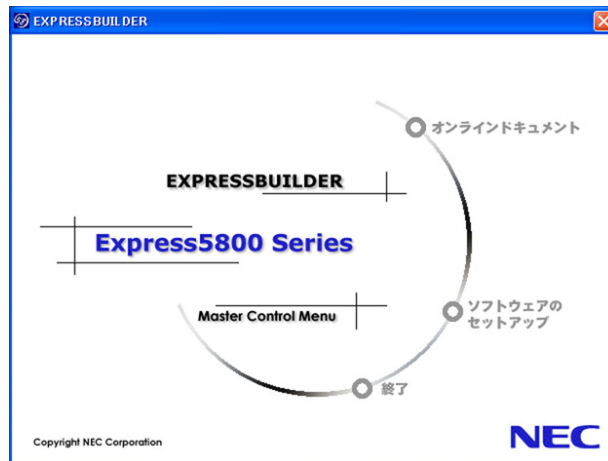 EXPRESSBUILDER
オンラインドキュメント
EXPRESSBUILDER
Express5800 Series
Master Control Menu
ソフトウェアの
セットアップ
終了
Copyright NEC Corporation
NEC